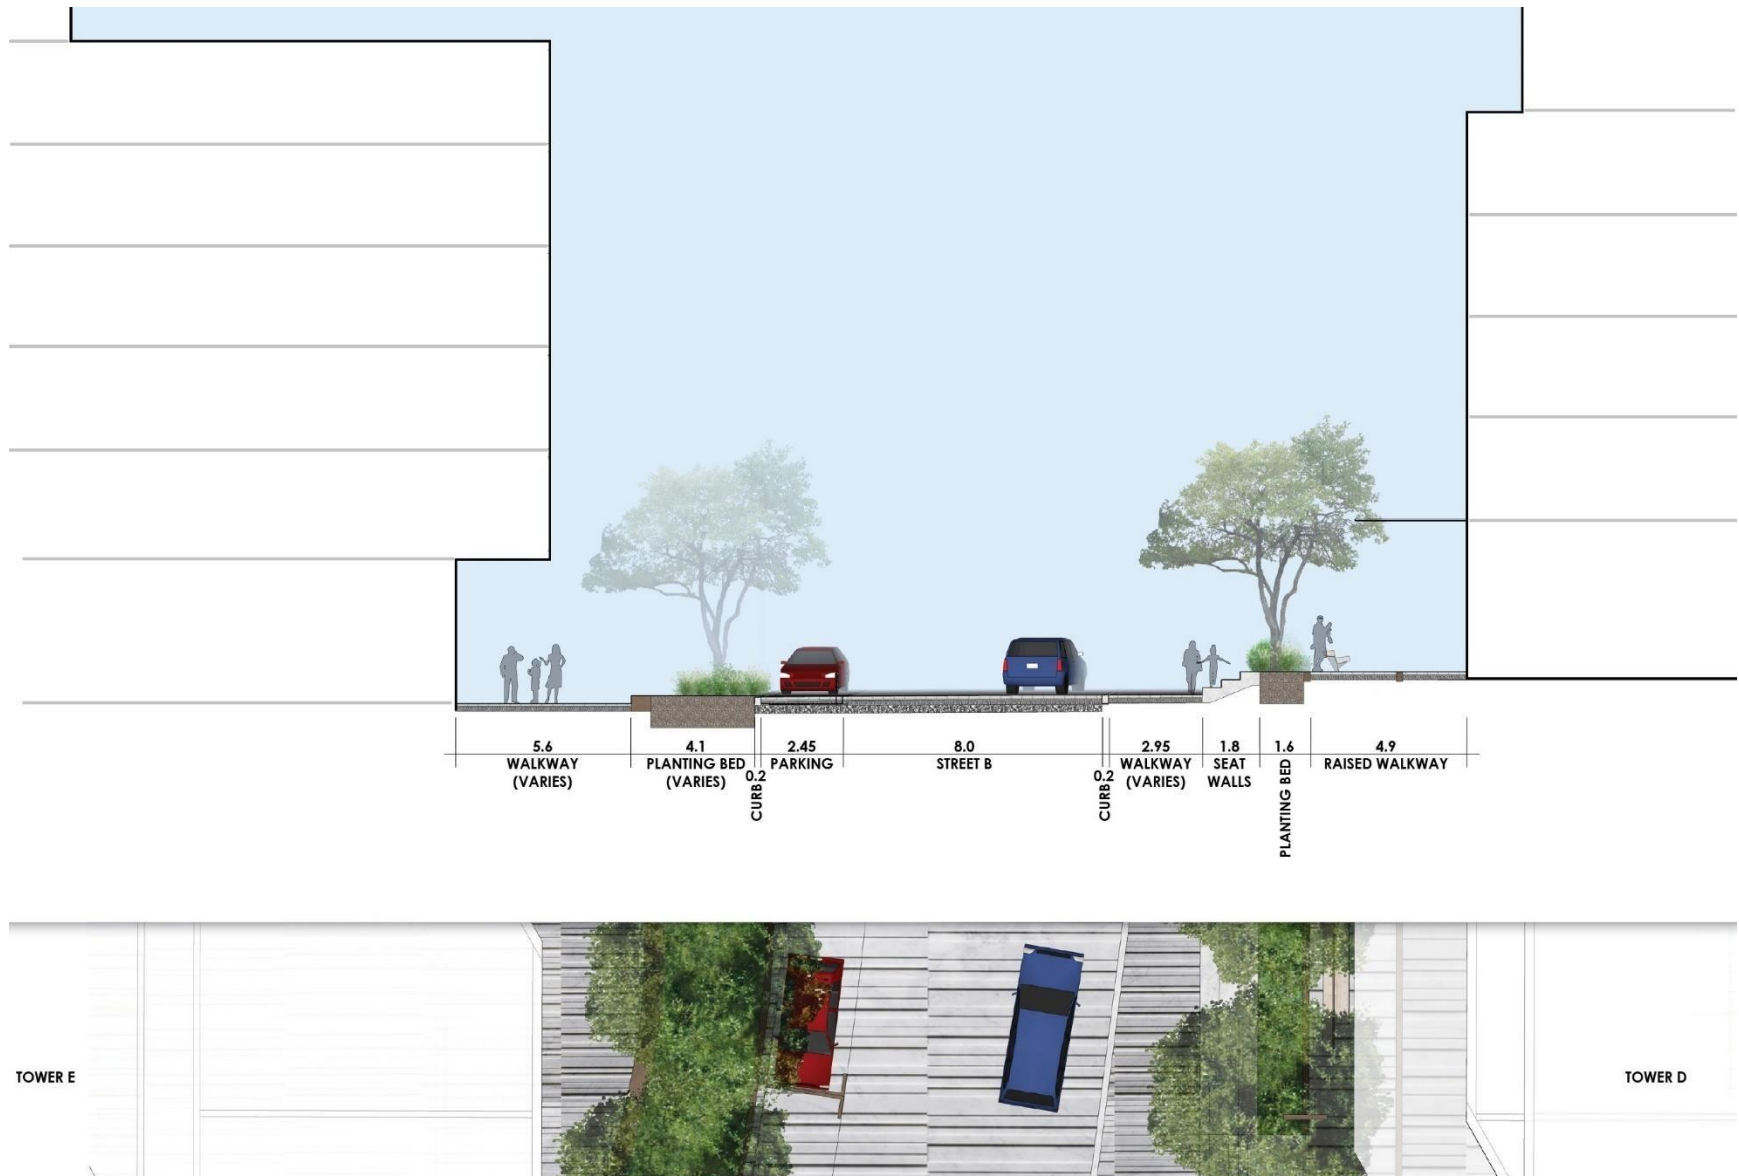 5.6
WALKWAY
(VARIES)
4.1
PLANTING BED
(VARIES)
0.2
CURB
2.45
PARKING
8.0
STREET B
0.2
CURB
2.95
WALKWAY
(VARIES)
1.8
SEAT
WALLS
1.6
PLANTING BED
4.9
RAISED WALKWAY
TOWER E
TOWER D